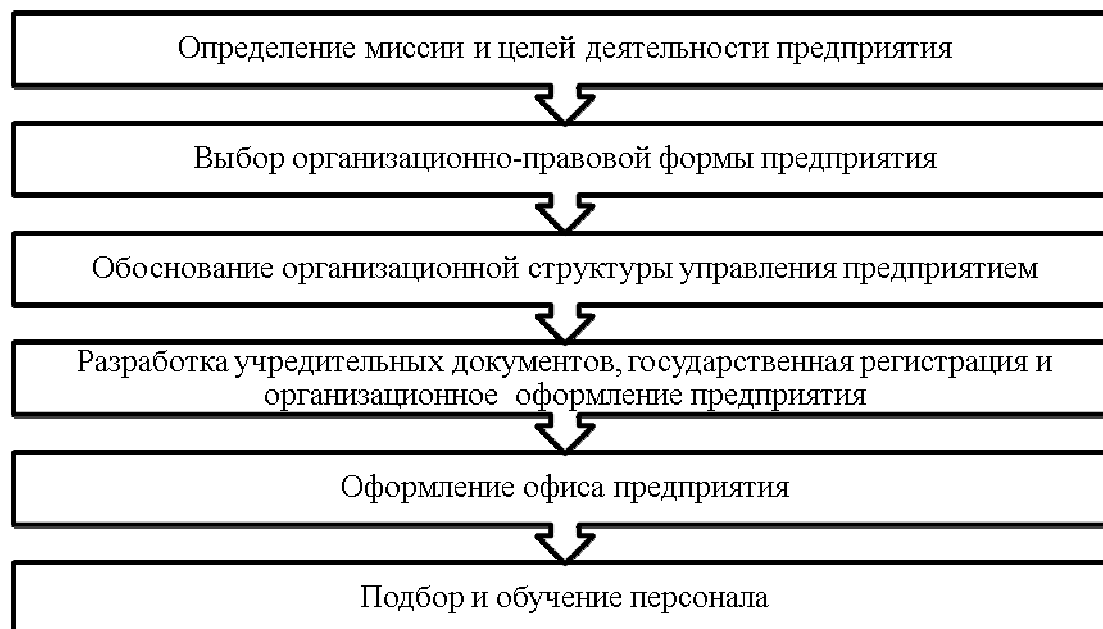 Определение миссии и целей деятельности предприятия
Выбор организационно-правовой формы предприятия
Обоснование организационной структуры управления предприятием
Разработка учредительных документов, государственная регистрация и
организационное оформление предприятия
Оформление офиса предприятия
Подбор и обучение персонала